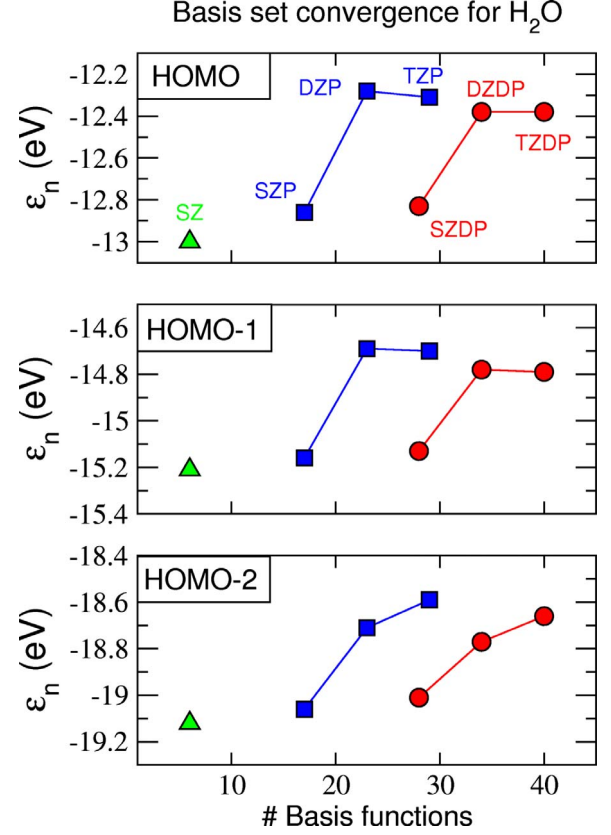 Basis set convergence for H₂O
HOMO
-12.2
-12.4
-12.6
-12.8
-13
εₙ (eV)
SZ
SZP
DZP
TZP
SZDP
DZDP
TZDP
HOMO-1
-14.6
-14.8
-15
-15.2
-15.4
εₙ (eV)
HOMO-2
-18.4
-18.6
-18.8
-19
-19.2
εₙ (eV)
10 20 30 40
# Basis functions